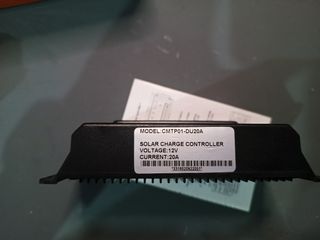 MODEL:CMTP01-DU20A
SOLAR CHARGE CONTROLLER
VOLTAGE:12V
CURRENT:20A